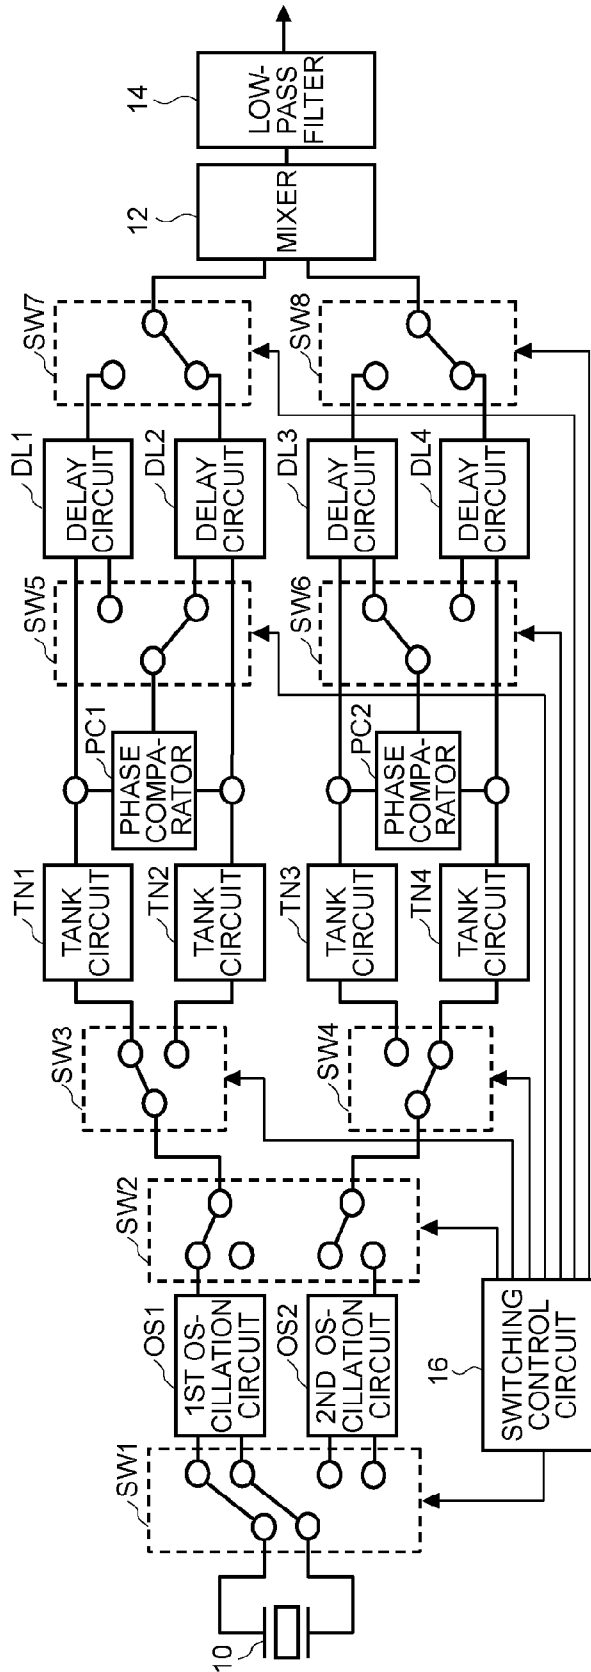 10
SW1
OS1
1ST OS-
CILLATION
CIRCUIT
OS2
2ND OS-
CILLATION
CIRCUIT
SW2
SW3
SW4
TN1
TANK
CIRCUIT
TN2
TANK
CIRCUIT
TN3
TANK
CIRCUIT
TN4
TANK
CIRCUIT
PC1
PHASE
COMPA-
RATOR
PC2
PHASE
COMPA-
RATOR
SW5
SW6
DL1
DELAY
CIRCUIT
DL2
DELAY
CIRCUIT
DL3
DELAY
CIRCUIT
DL4
DELAY
CIRCUIT
SW7
SW8
12
MIXER
14
LOW-
PASS
FILTER
16
SWITCHING
CONTROL
CIRCUIT